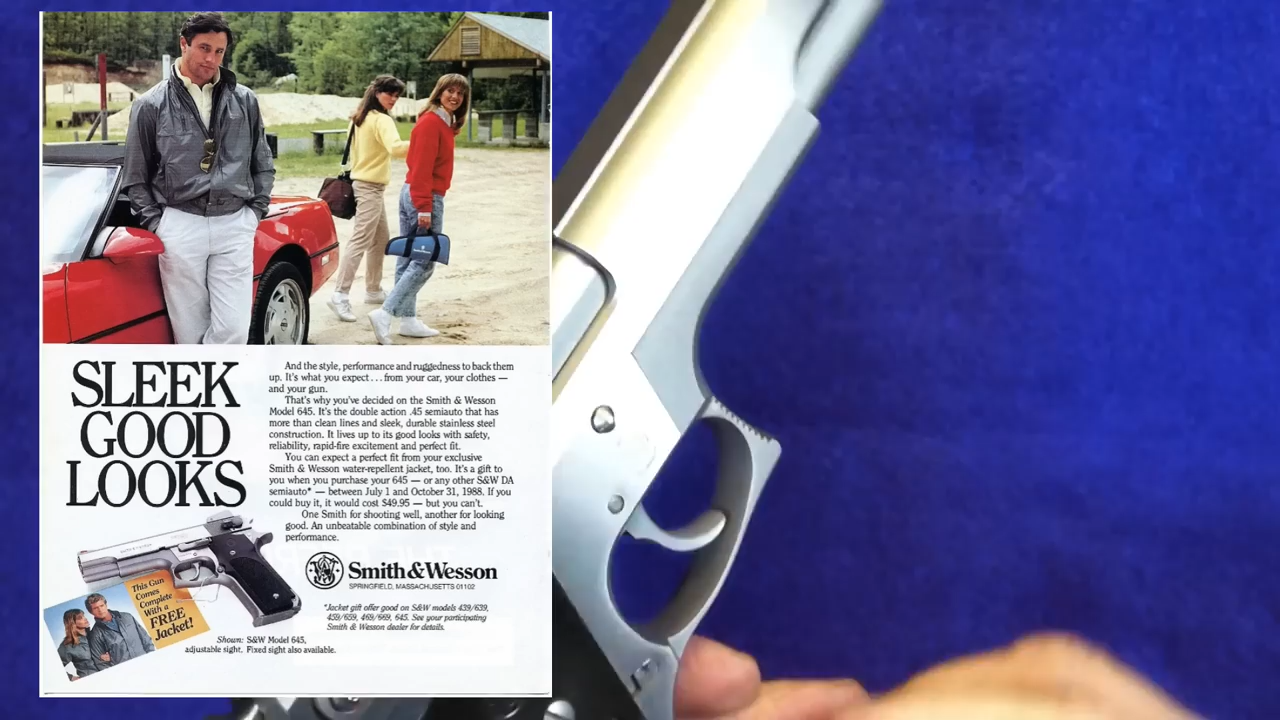 SLEEK
GOOD
LOOKS
And the style, performance and ruggedness to back them
up. It's what you expect . . . from your car, your clothes —
and your gun.
That's why you've decided on the Smith & Wesson
Model 645. It's the double action .45 semiauto that has
more than clean lines and sleek, durable stainless steel
construction. It lives up to its good looks with safety,
reliability, rapid-fire excitement and perfect fit.
You can expect a perfect fit from your exclusive
Smith & Wesson water-repellent jacket, too. It's a gift to
you when you purchase your 645 — or any other S&W DA
semiauto* — between July 1 and October 31, 1988. If you
could buy it, it would cost $49.95 — but you can't.
One Smith for shooting well, another for looking
good. An unbeatable combination of style and
performance.
Smith & Wesson
SPRINGFIELD, MASSACHUSETTS 01102
*Jacket gift offer good on S&W models 439/639,
459/659, 469/669, 645. See your participating
Smith & Wesson dealer for details.
This Gun
Comes
Complete
With a
FREE
Jacket!
Shown: S&W Model 645,
adjustable sight. Fixed sight also available.